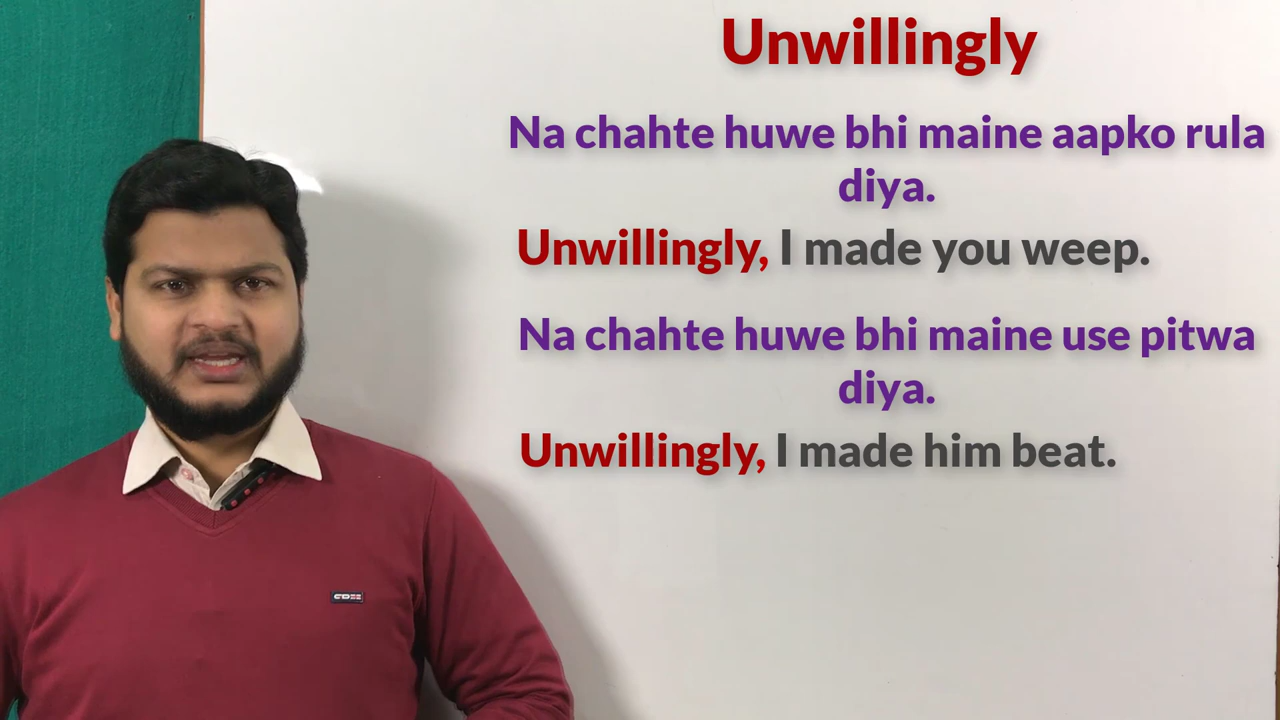 Unwillingly
Na chahte huwe bhi maine aapko rula
diya.
Unwillingly, I made you weep.
Na chahte huwe bhi maine use pitwa
diya.
Unwillingly, I made him beat.